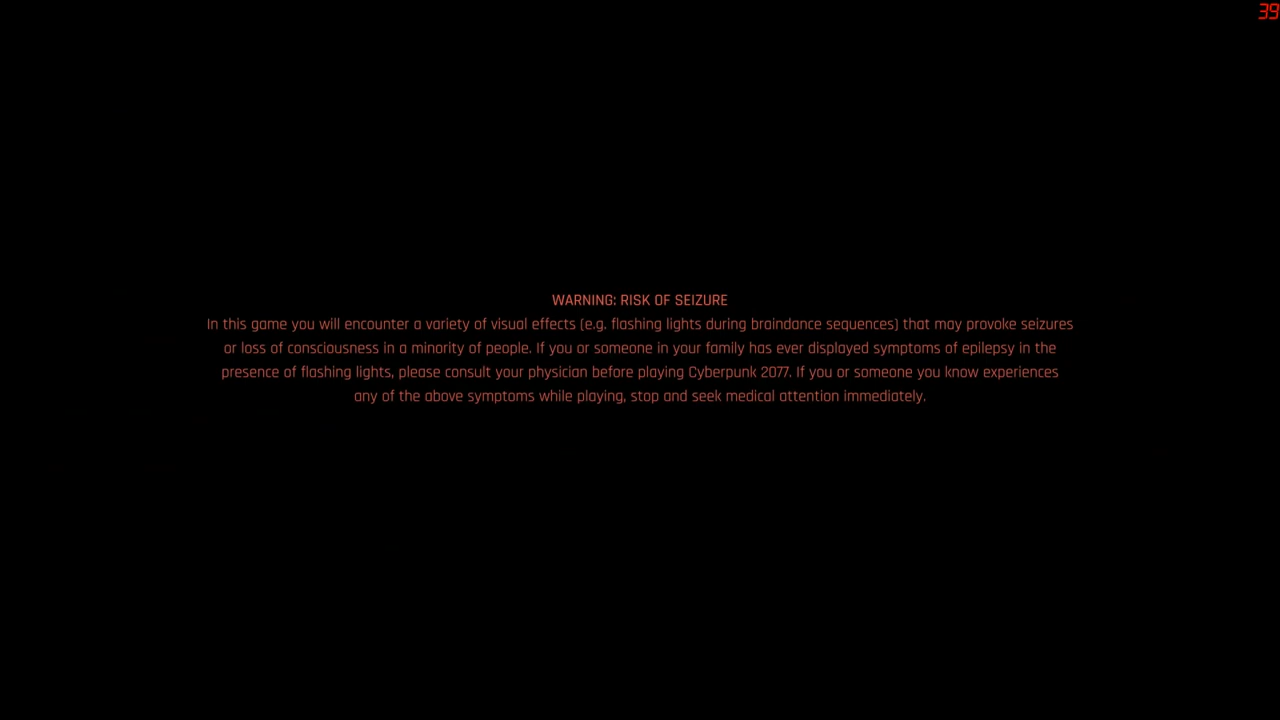 39
WARNING: RISK OF SEIZURE
In this game you will encounter a variety of visual effects (e.g. flashing lights during braindance sequences) that may provoke seizures
or loss of consciousness in a minority of people. If you or someone in your family has ever displayed symptoms of epilepsy in the
presence of flashing lights, please consult your physician before playing Cyberpunk 2077. If you or someone you know experiences
any of the above symptoms while playing, stop and seek medical attention immediately.